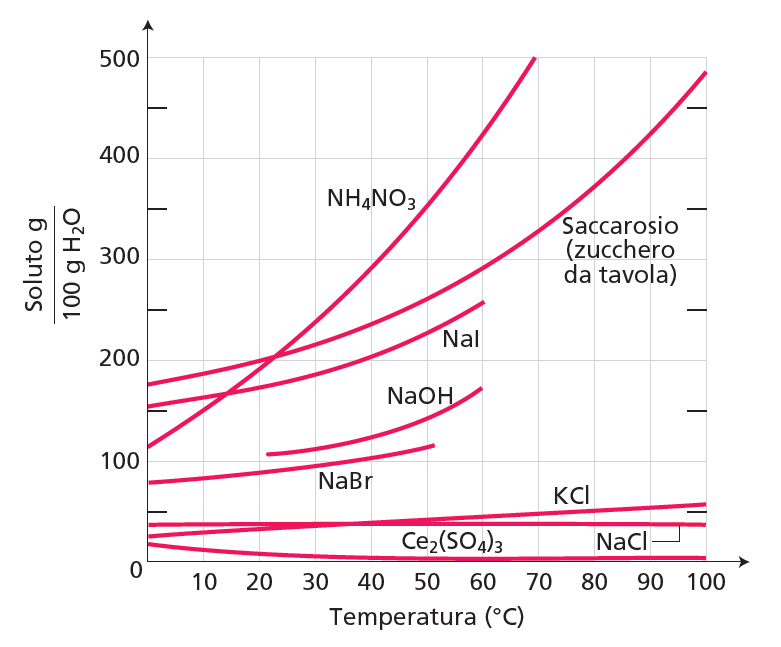 500
400
300
200
100
0
Soluto g
100 g H₂O
NH₄NO₃
Saccarosio
(zucchero
da tavola)
NaI
NaOH
NaBr
KCl
Ce₂(SO₄)₃
NaCl
10 20 30 40 50 60 70 80 90 100
Temperatura (°C)